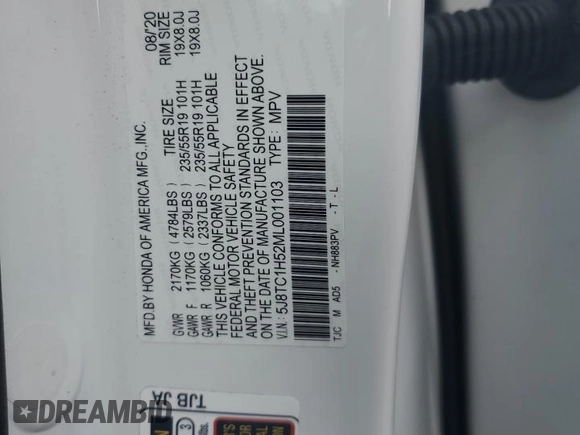 MFD.BY HONDA OF AMERICA MFG.,INC. 08/'20
TIRE SIZE RIM SIZE
GVWR 2170KG (4784LBS)
GAWR F 1170KG (2579LBS) 235/55R19 101H 19X8.0J
GAWR R 1060KG (2337LBS) 235/55R19 101H 19X8.0J
THIS VEHICLE CONFORMS TO ALL APPLICABLE
FEDERAL MOTOR VEHICLE SAFETY
AND THEFT PREVENTION STANDARDS IN EFFECT
ON THE DATE OF MANUFACTURE SHOWN ABOVE.
V.I.N.: 5J8TC1H52ML001103 TYPE: MPV
TJC M AD5 - NH883PV - T - L
TJB JA
3
lbs.
DREAMBID